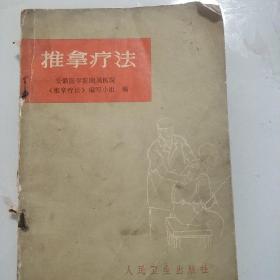 推拿疗法
安徽医学院附属医院
《推拿疗法》编写小组 编
人民卫生出版社